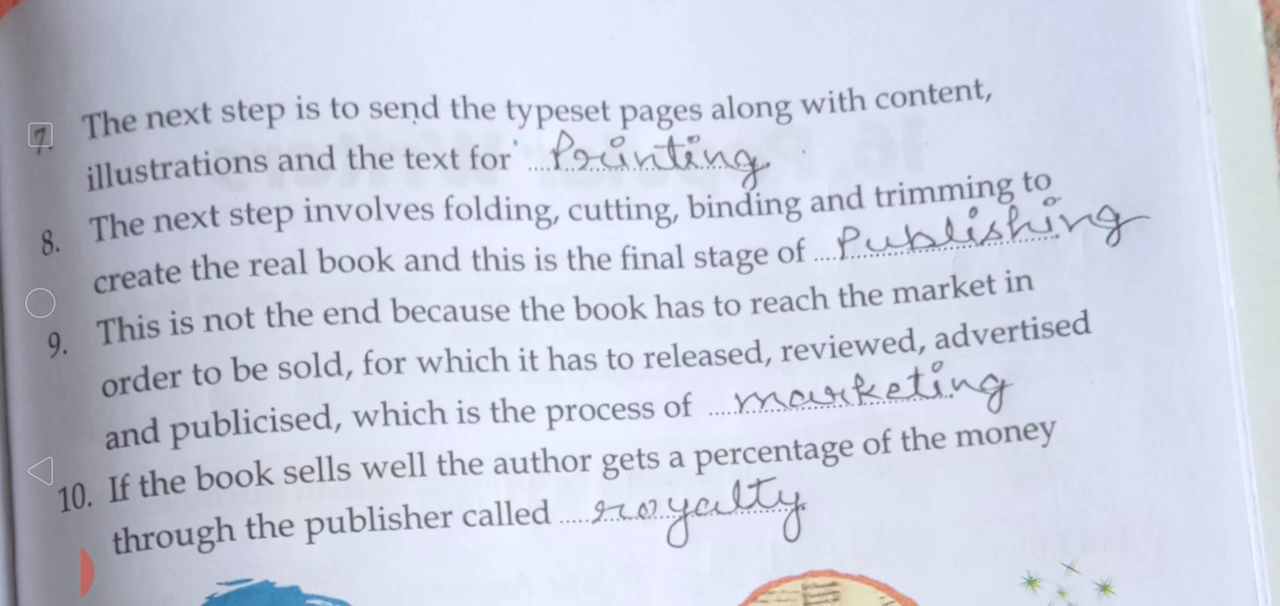 7. The next step is to send the typeset pages along with content,
illustrations and the text for Printing.
8. The next step involves folding, cutting, binding and trimming to
create the real book and this is the final stage of Publishing
9. This is not the end because the book has to reach the market in
order to be sold, for which it has to released, reviewed, advertised
and publicised, which is the process of marketing
10. If the book sells well the author gets a percentage of the money
through the publisher called royalty